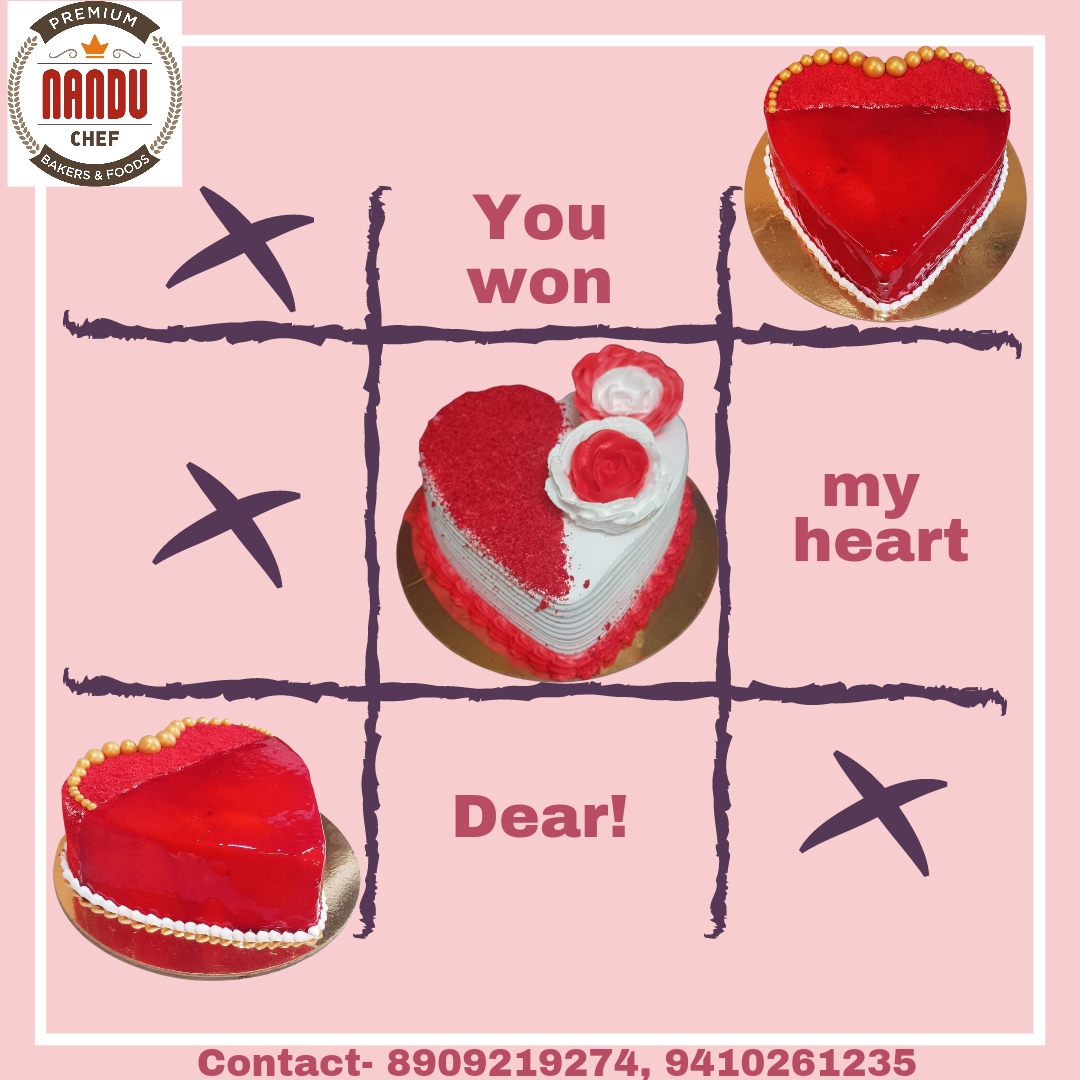 PREMIUM
NANDU
CHEF
BAKERS & FOODS
You
won
my
heart
Dear!
Contact- 8909219274, 9410261235